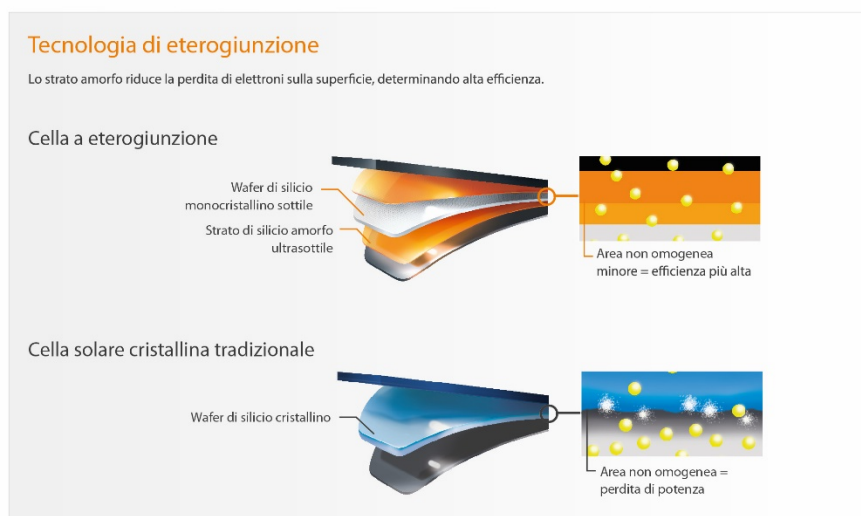 Tecnologia di eterogiunzione
Lo strato amorfo riduce la perdita di elettroni sulla superficie, determinando alta efficienza.
Cella a eterogiunzione
Wafer di silicio
monocristallino sottile
Strato di silicio amorfo
ultrasottile
Area non omogenea
minore = efficienza più alta
Cella solare cristallina tradizionale
Wafer di silicio cristallino
Area non omogenea =
perdita di potenza